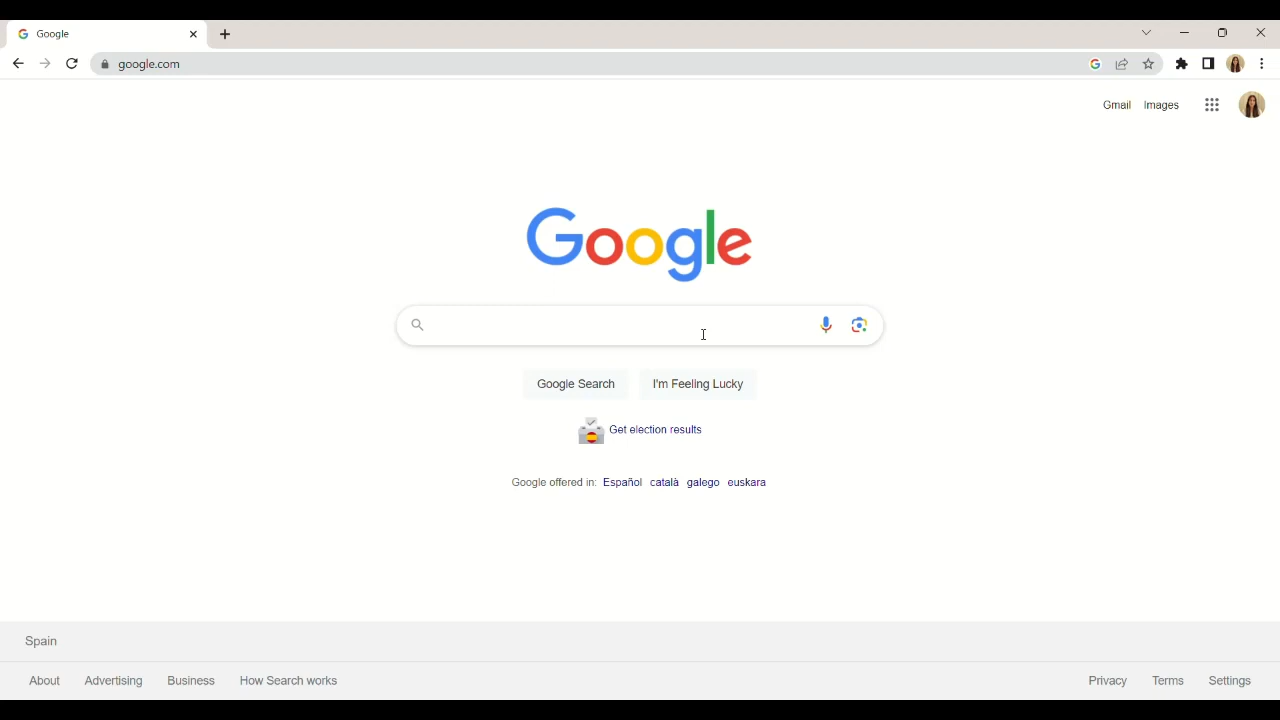 Google
google.com
Gmail Images
Google
Google Search I'm Feeling Lucky
Get election results
Google offered in: Español català galego euskara
Spain
About Advertising Business How Search works Privacy Terms Settings